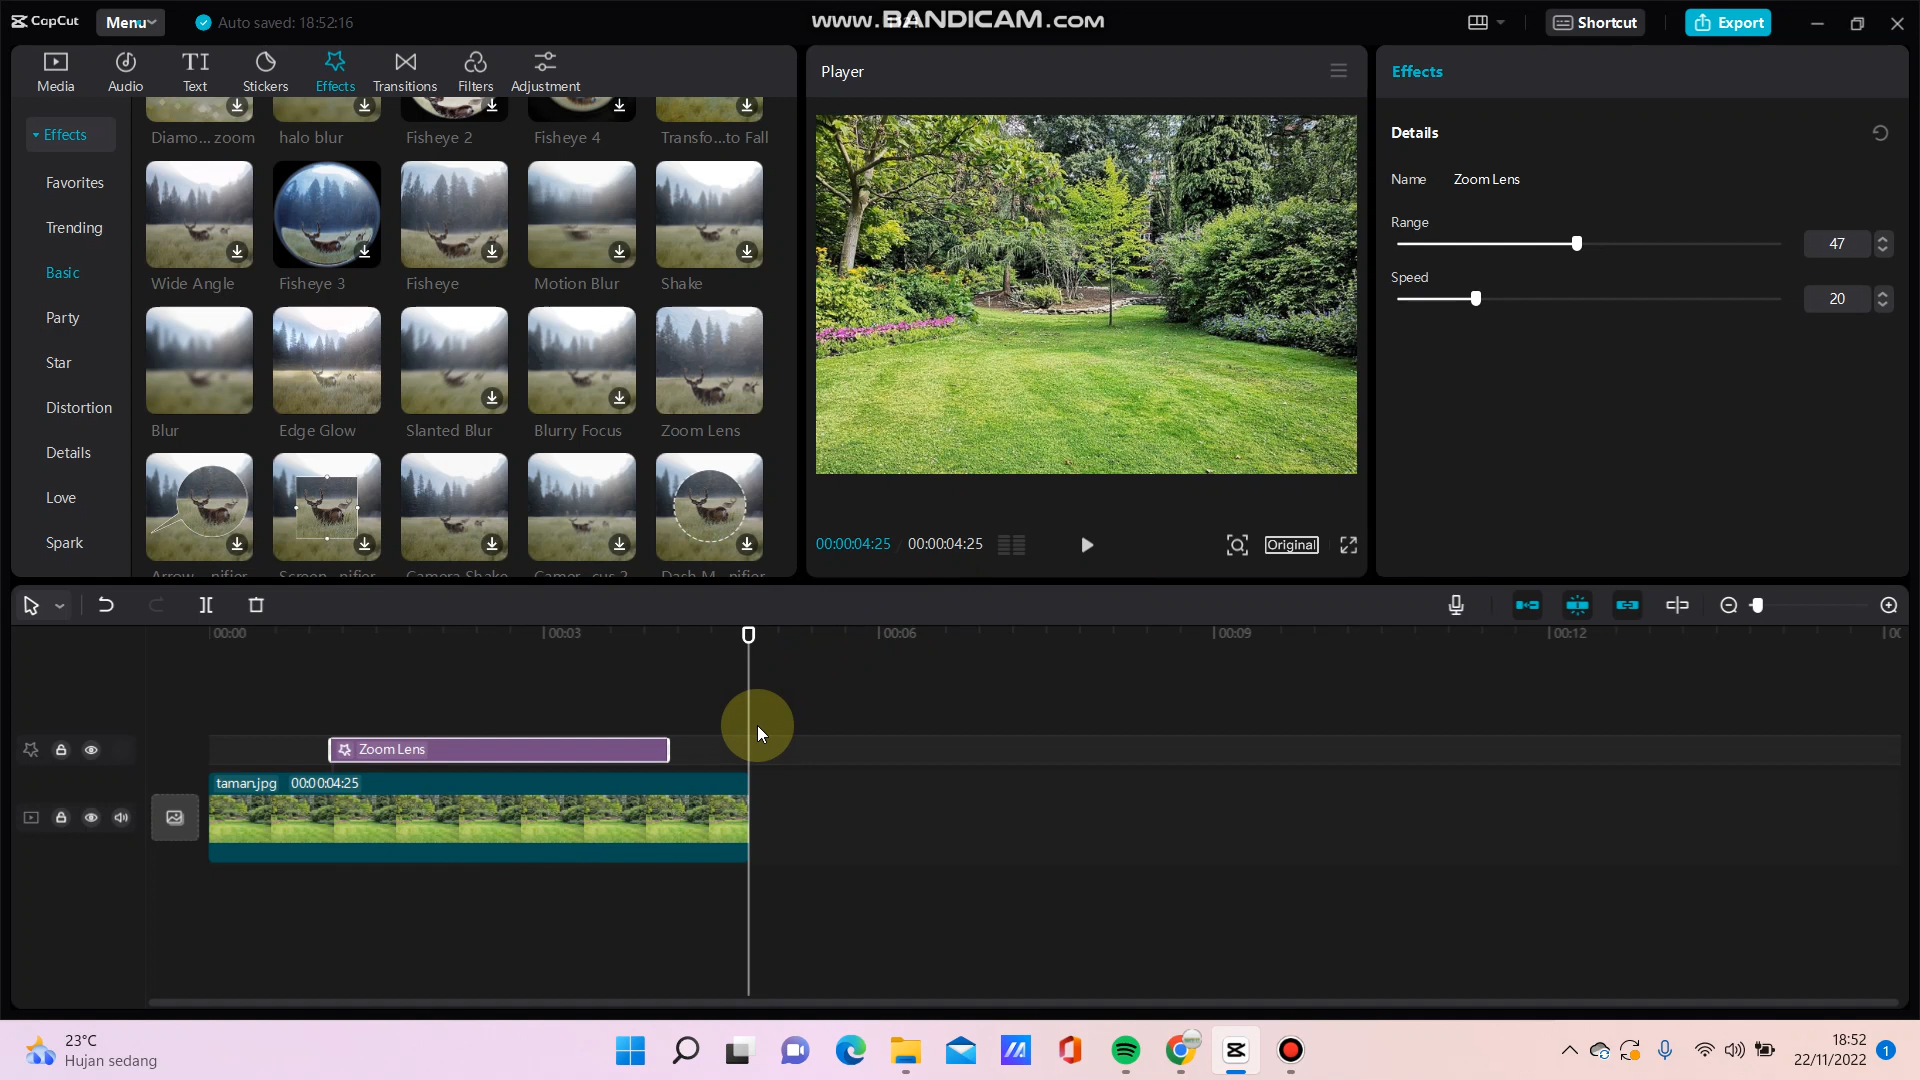 CapCut
Menu
Auto saved: 18:52:16
www.BANDICAM.com
Shortcut
Export
Media
Audio
Text
Stickers
Effects
Transitions
Filters
Adjustment
Effects
Favorites
Trending
Basic
Party
Star
Distortion
Details
Love
Spark
Diamo... zoom
halo blur
Fisheye 2
Fisheye 4
Transfo...to Fall
Wide Angle
Fisheye 3
Fisheye
Motion Blur
Shake
Blur
Edge Glow
Slanted Blur
Blurry Focus
Zoom Lens
Arrow ...nifier
Screen ...nifier
Camera Shake
Camer...cus 2
Dash M...nifier
Player
00:00:04:25
00:00:04:25
Original
Effects
Details
Name Zoom Lens
Range
47
Speed
20
00:00
00:03
00:06
00:09
00:12
Zoom Lens
taman.jpg 00:00:04:25
23°C
Hujan sedang
18:52
22/11/2022
1